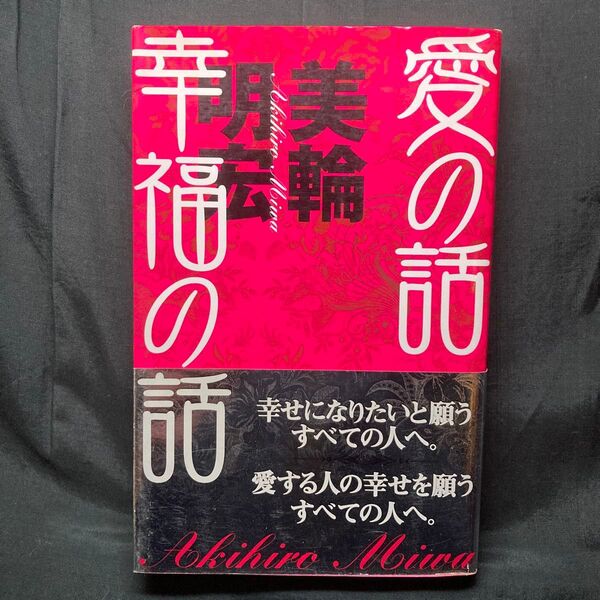 愛の話
幸福の話
美輪
明宏
Akihiro Miwa
幸せになりたいと願う
すべての人へ。
愛する人の幸せを願う
すべての人へ。
Akihiro Miwa